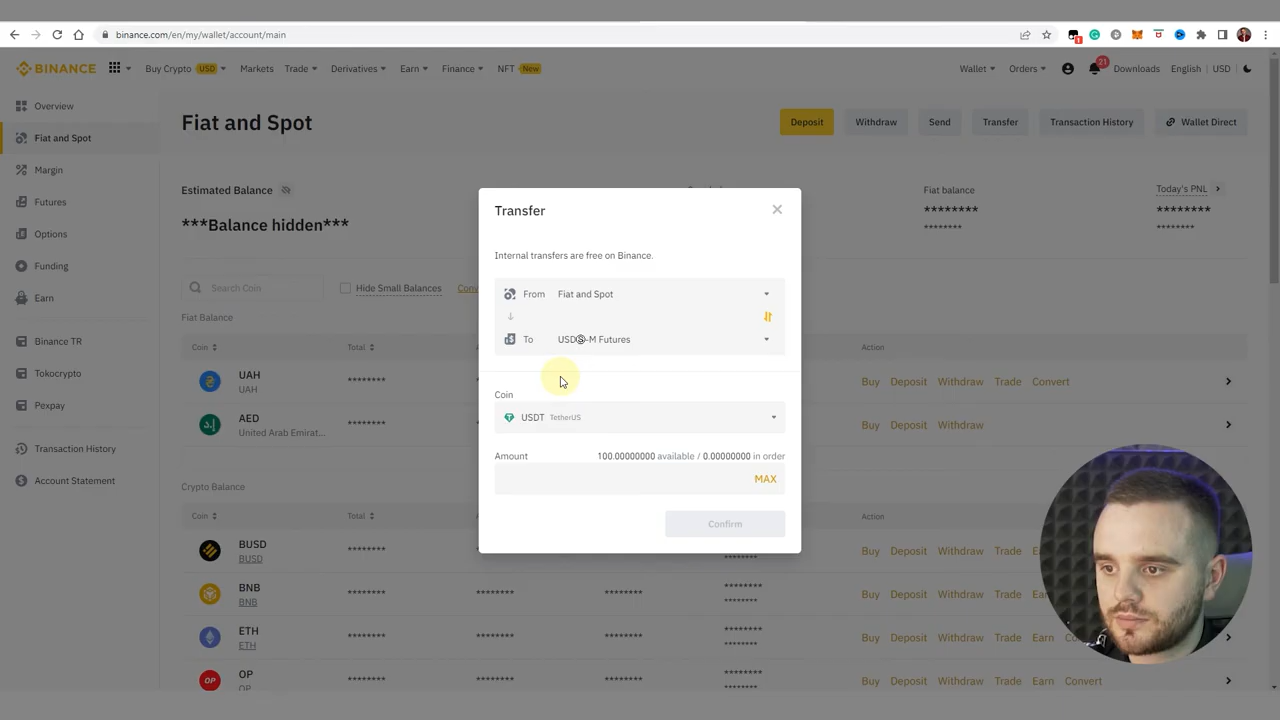 binance.com/en/my/wallet/account/main
1
BINANCE Buy Crypto USD Markets Trade Derivatives Earn Finance NFT New Wallet Orders 21 Downloads English USD
Overview
Fiat and Spot
Margin
Futures
Options
Funding
Earn
Binance TR
Tokocrypto
Pexpay
Transaction History
Account Statement
Fiat and Spot
Deposit Withdraw Send Transfer Transaction History Wallet Direct
Estimated Balance
***Balance hidden***
Fiat balance
********
********
Today's PNL
********
********
Search Coin Hide Small Balances
Fiat Balance
Coin Total Action
UAH
UAH
******** Buy Deposit Withdraw Trade Convert
AED
United Arab Emirat...
******** Buy Deposit Withdraw
Crypto Balance
Coin Total Action
BUSD
BUSD
******** Buy Deposit Withdraw Trade
BNB
BNB
******** ******** ******** ******** Buy Deposit Withdraw Trade
********
ETH
ETH
******** ******** ******** ******** Buy Deposit Withdraw Trade Earn
********
OP
OP
******** ******** ******** ******** Buy Deposit Withdraw Trade Earn Convert
Transfer
Internal transfers are free on Binance.
From Fiat and Spot
To USDⓈ-M Futures
Coin
USDT TetherUS
Amount 100.00000000 available / 0.00000000 in order
MAX
Confirm